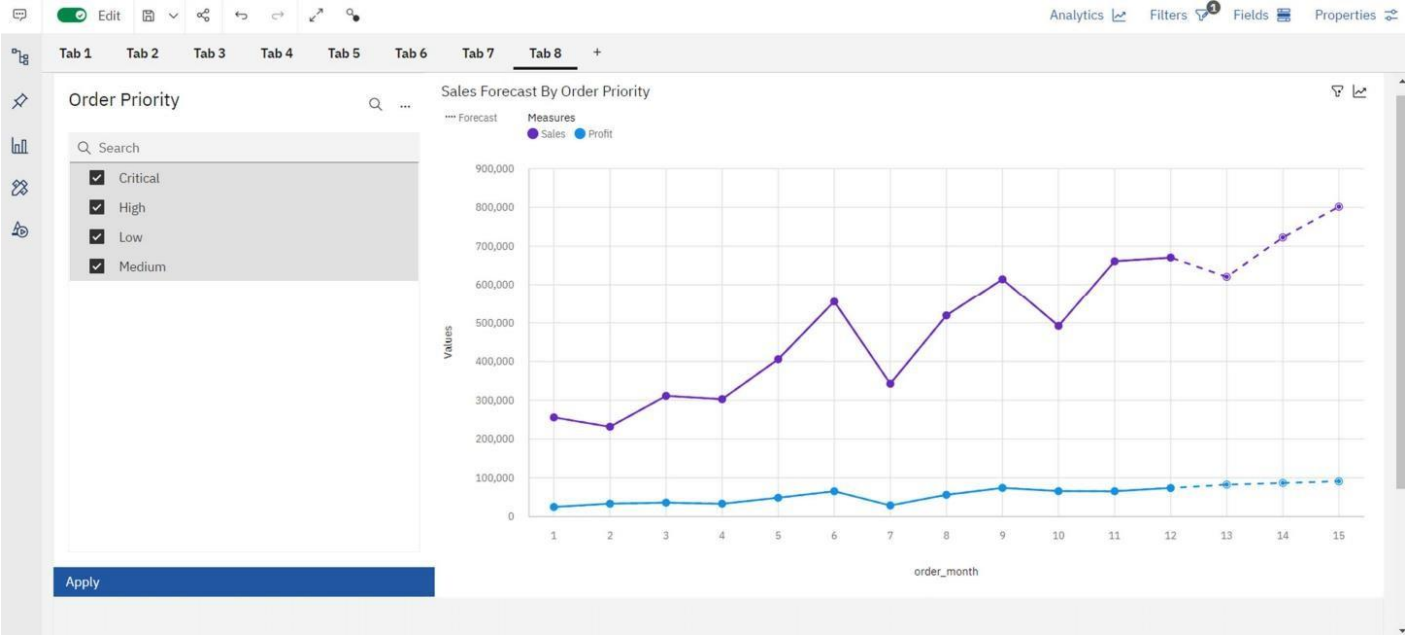 Edit
Analytics Filters 1 Fields Properties
Tab 1 Tab 2 Tab 3 Tab 4 Tab 5 Tab 6 Tab 7 Tab 8 +
Order Priority ...
Search
Critical
High
Low
Medium
Apply
Sales Forecast By Order Priority
Forecast Measures
Sales Profit
Values
900,000
800,000
700,000
600,000
500,000
400,000
300,000
200,000
100,000
0
1 2 3 4 5 6 7 8 9 10 11 12 13 14 15
order_month